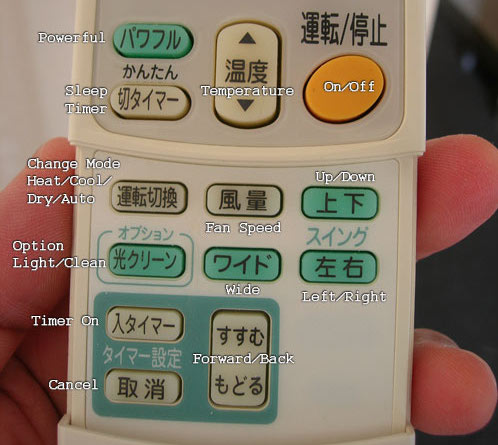 Powerful
パワフル
運転/停止
かんたん
Sleep
Timer
切タイマー
温度
Temperature
On/Off
Change Mode
Heat/Cool/
Dry/Auto
運転切換
風量
Fan Speed
Up/Down
上下
オプション
スイング
Option
Light/Clean
光クリーン
ワイド
Wide
左右
Left/Right
Timer On
入タイマー
すすむ
タイマー設定
Forward/Back
Cancel
取消
もどる